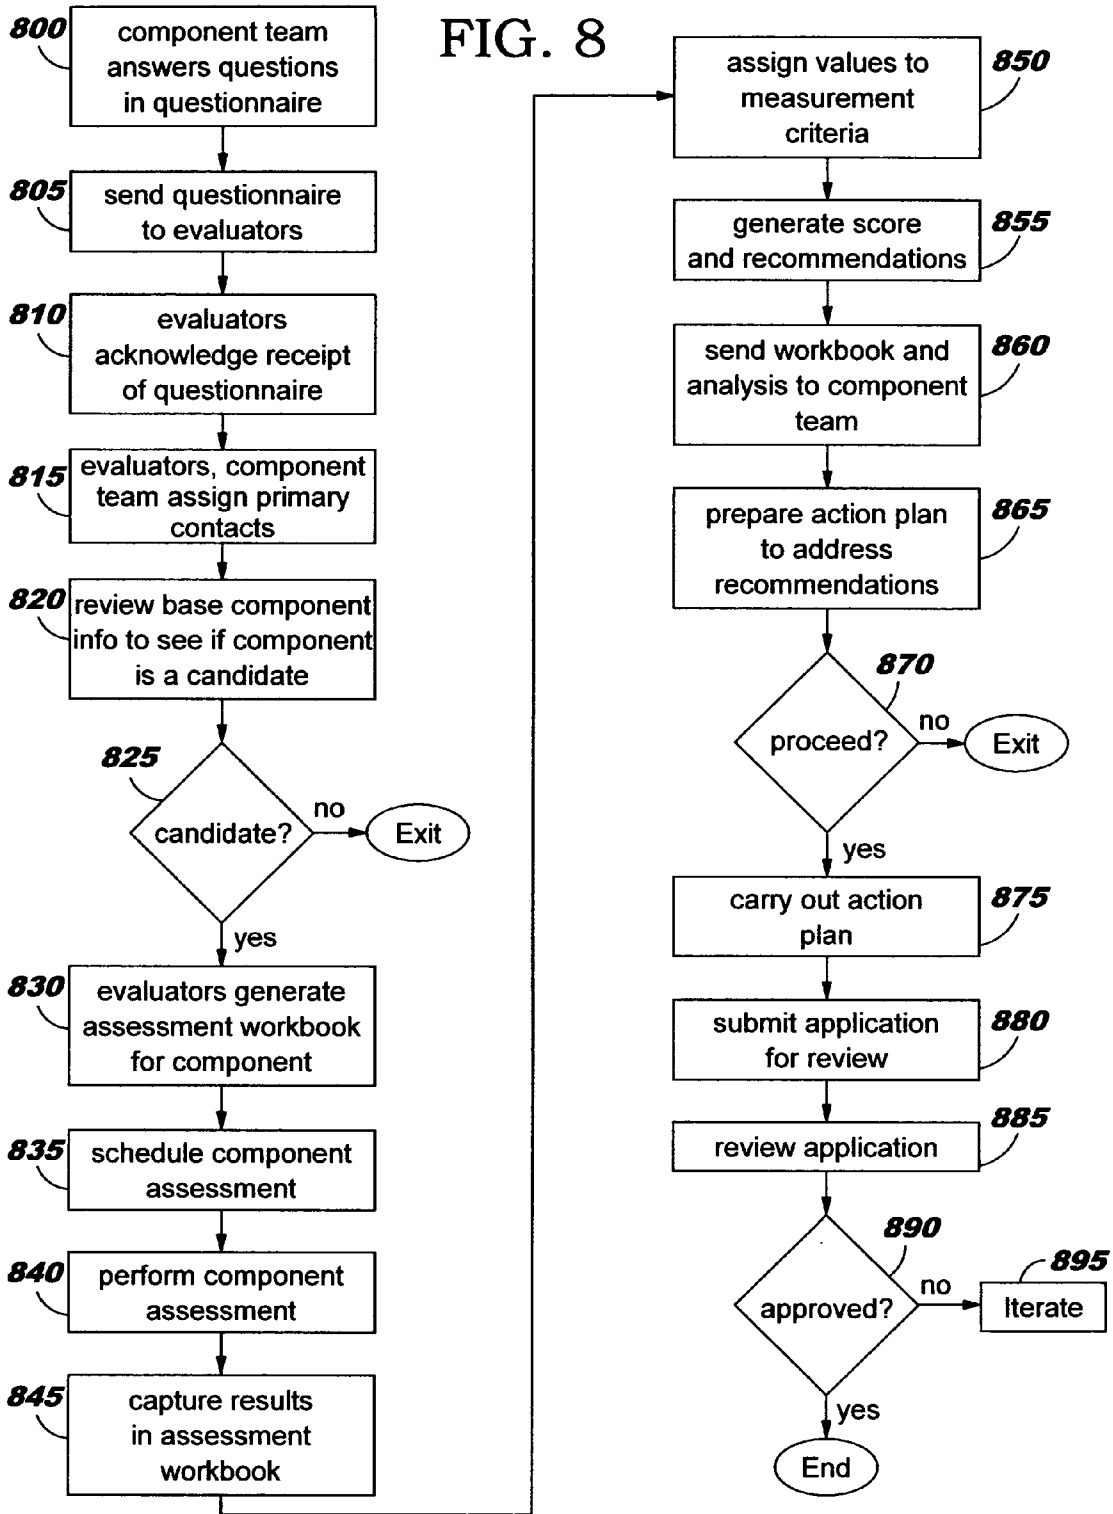 FIG. 8
800
component team
answers questions
in questionnaire
805
send questionnaire
to evaluators
810
evaluators
acknowledge receipt
of questionnaire
815
evaluators, component
team assign primary
contacts
820
review base component
info to see if component
is a candidate
825
candidate?
no
Exit
yes
830
evaluators generate
assessment workbook
for component
835
schedule component
assessment
840
perform component
assessment
845
capture results
in assessment
workbook
850
assign values to
measurement
criteria
855
generate score
and recommendations
860
send workbook and
analysis to component
team
865
prepare action plan
to address
recommendations
870
proceed?
no
Exit
yes
875
carry out action
plan
880
submit application
for review
885
review application
890
approved?
no
895
Iterate
yes
End